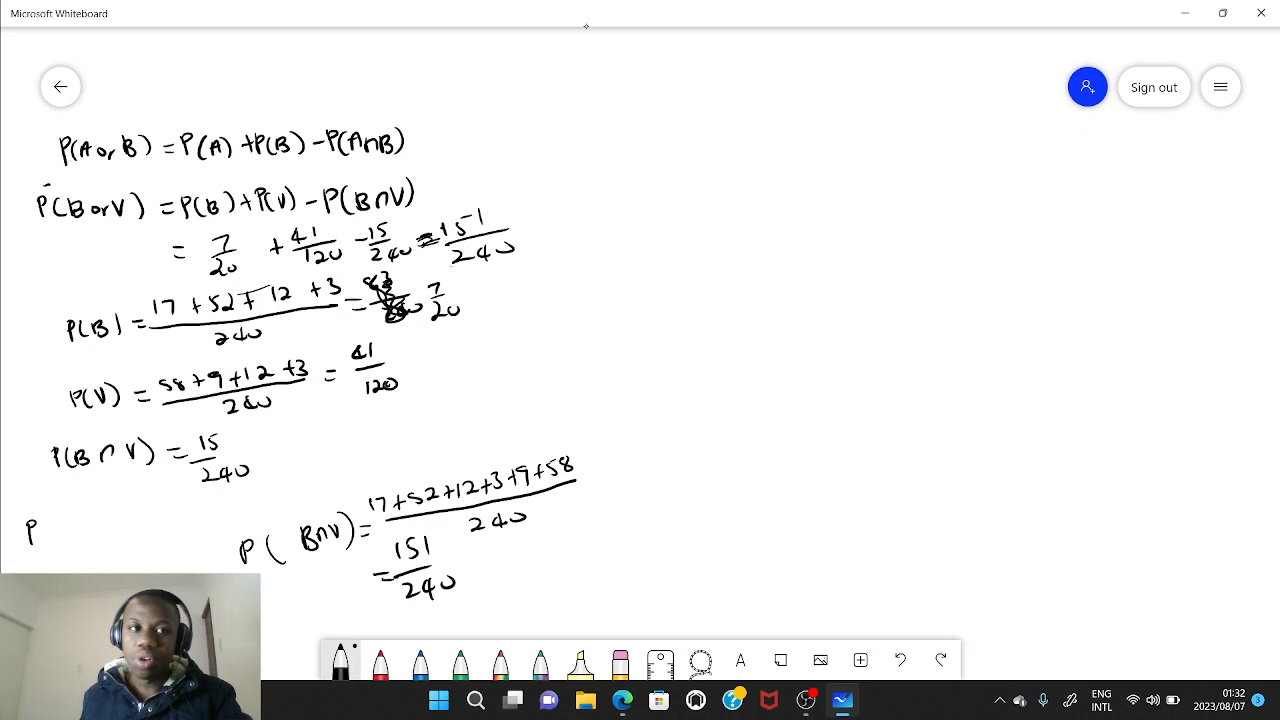 Microsoft Whiteboard
Sign out
P(A or B) = P(A) + P(B) - P(A∩B)
P(B or V) = P(B) + P(V) - P(B∩V)
= 7/20 + 41/120 - 15/240 = 151/240
P(B) = (17 + 52 + 12 + 3)/240 = 7/20
P(V) = (58 + 9 + 12 + 3)/240 = 41/120
P(B ∩ V) = 15/240
P( B∩V) = (17+52+12+3+9+58)/240
= 151/240
P
A
ENG
INTL
01:32
2023/08/07
3